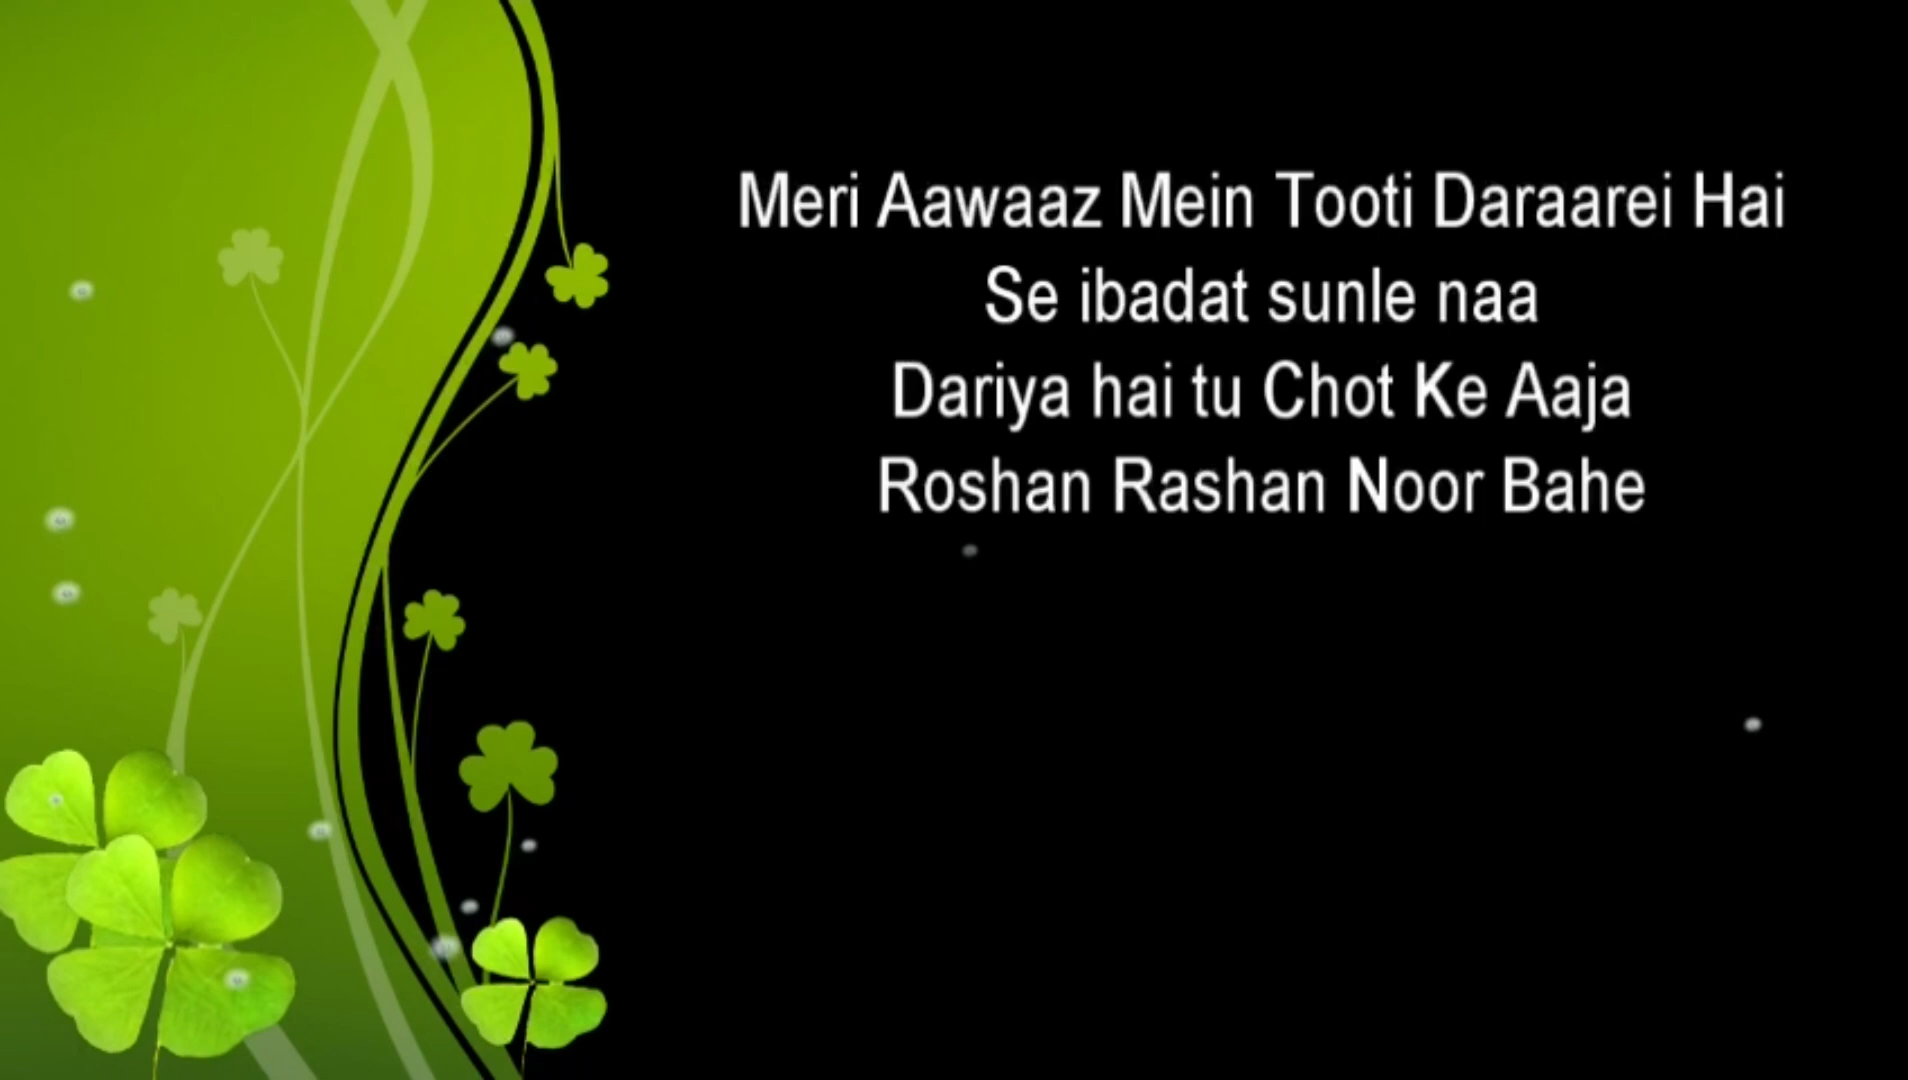 Meri Aawaaz Mein Tooti Daraarei Hai
Se ibadat sunle naa
Dariya hai tu Chot Ke Aaja
Roshan Rashan Noor Bahe